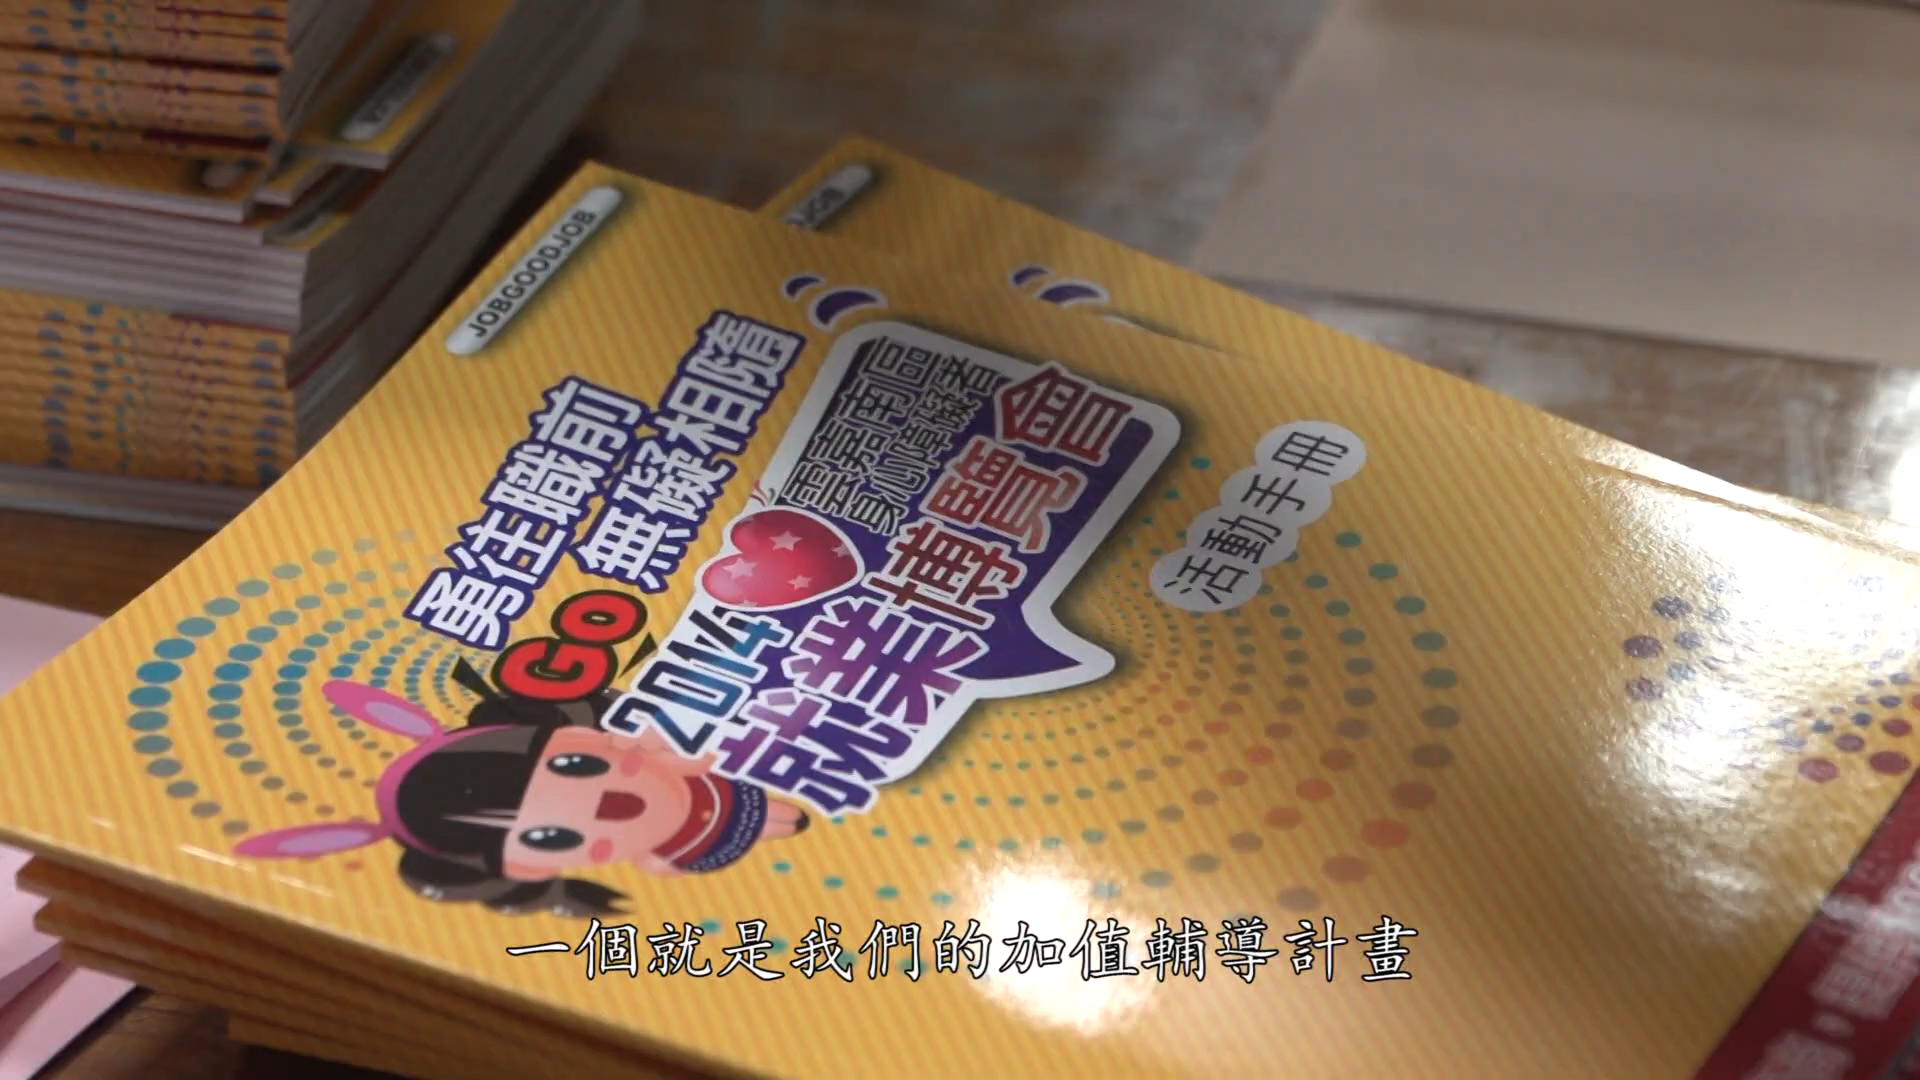 JOBGOODJOB
勇往職前
無礙相隨
Go
雲嘉南區
身心障礙者
2014
就業博覽會
活動手冊
一個就是我們的加值輔導計畫